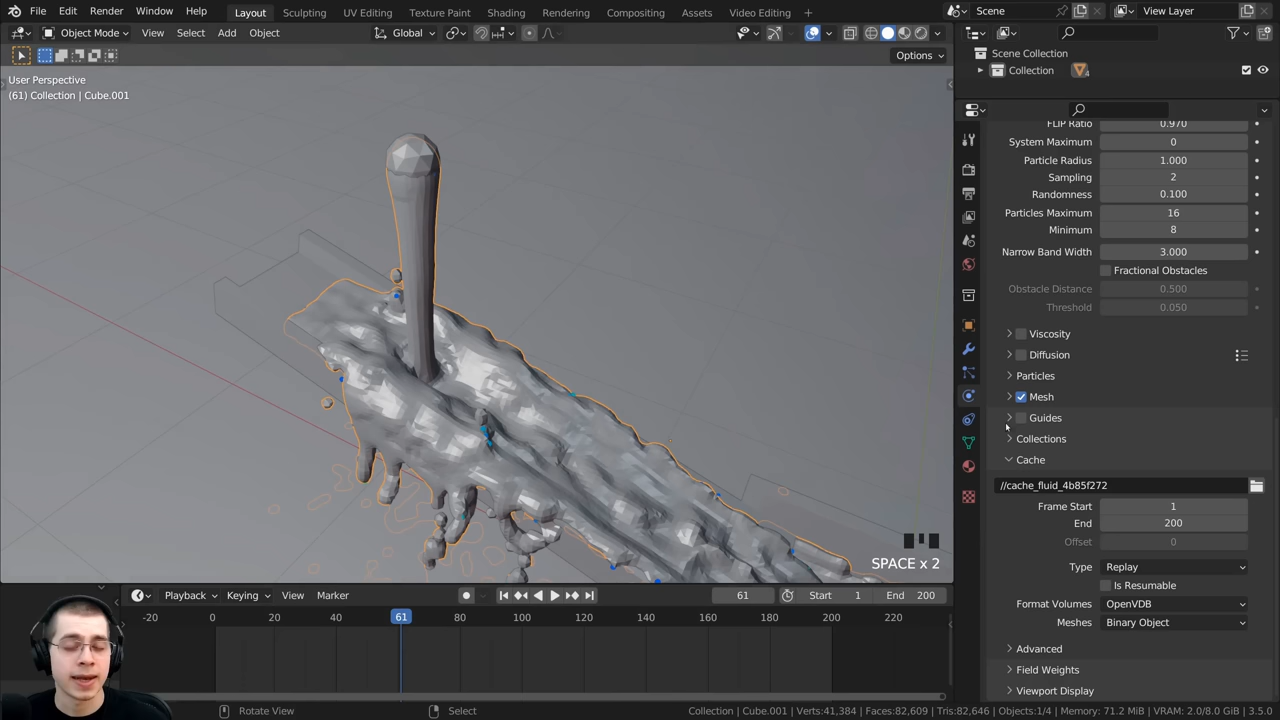 File Edit Render Window Help Layout Sculpting UV Editing Texture Paint Shading Rendering Compositing Assets Video Editing + Scene View Layer
Object Mode View Select Add Object Global
Options
User Perspective
(61) Collection | Cube.001
Scene Collection
Collection 4
FLIP Ratio 0.970
System Maximum 0
Particle Radius 1.000
Sampling 2
Randomness 0.100
Particles Maximum 16
Minimum 8
Narrow Band Width 3.000
Fractional Obstacles
Obstacle Distance 0.500
Threshold 0.050
Viscosity
Diffusion
Particles
Mesh
Guides
Collections
Cache
//cache_fluid_4b85f272
Frame Start 1
End 200
Offset 0
Type Replay
Is Resumable
Format Volumes OpenVDB
Meshes Binary Object
Advanced
Field Weights
Viewport Display
SPACE x 2
Playback Keying View Marker 61 Start 1 End 200
-20 0 20 40 61 80 100 120 140 160 180 200 220
Rotate View Select Collection | Cube.001 | Verts:41,384 | Faces:82,609 | Tris:82,646 | Objects:1/4 | Memory: 71.2 MiB | VRAM: 2.0/8.0 GiB | 3.5.0